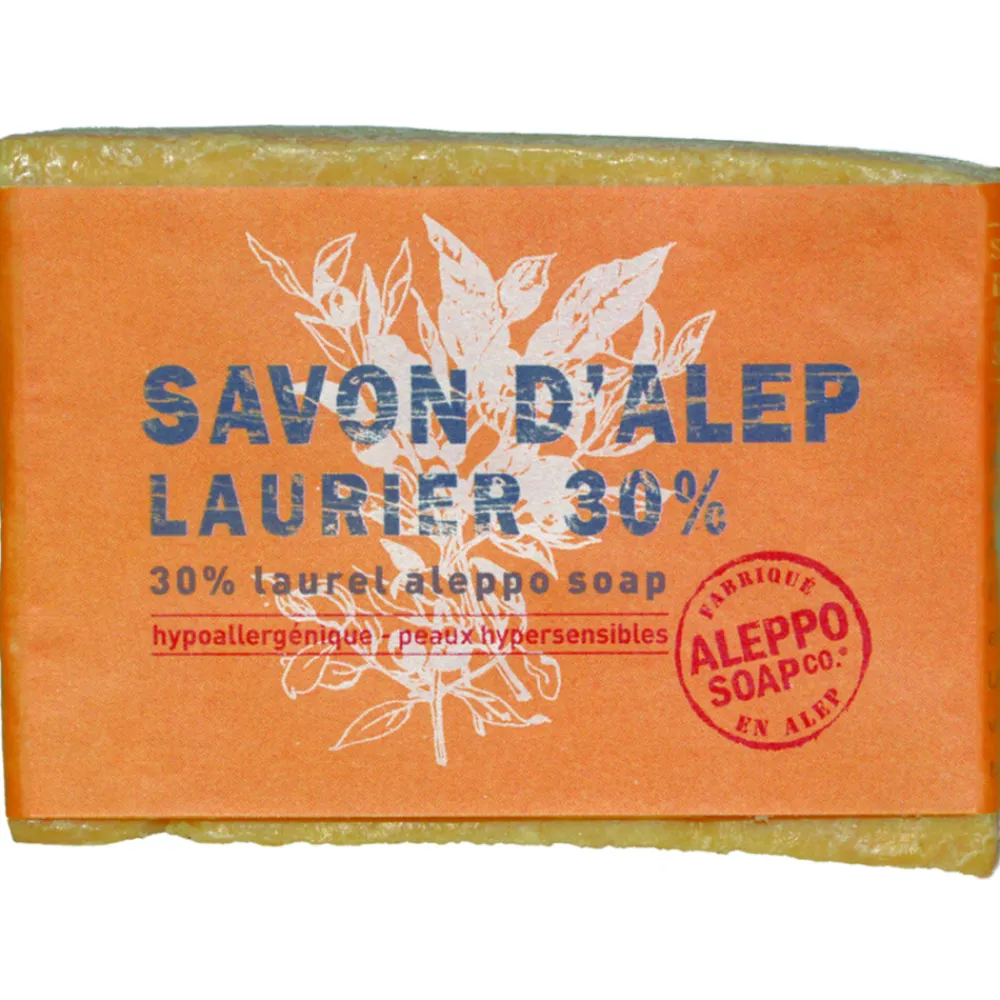 SAVON D'ALEP
LAURIER 30%
30% laurel aleppo soap
hypoallergénique - peaux hypersensibles
FABRIQUÉ
ALEPPO
SOAP CO.®
EN ALEP